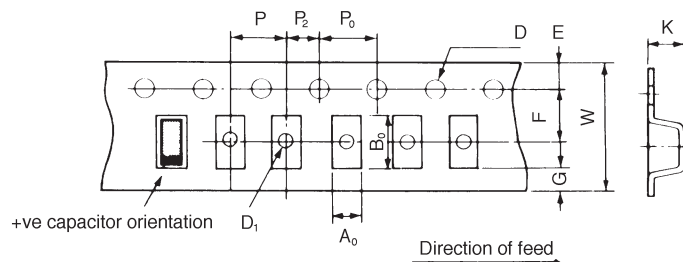 P P₂ P₀ D E K
F W
B₀
G
+ve capacitor orientation D₁ A₀
Direction of feed